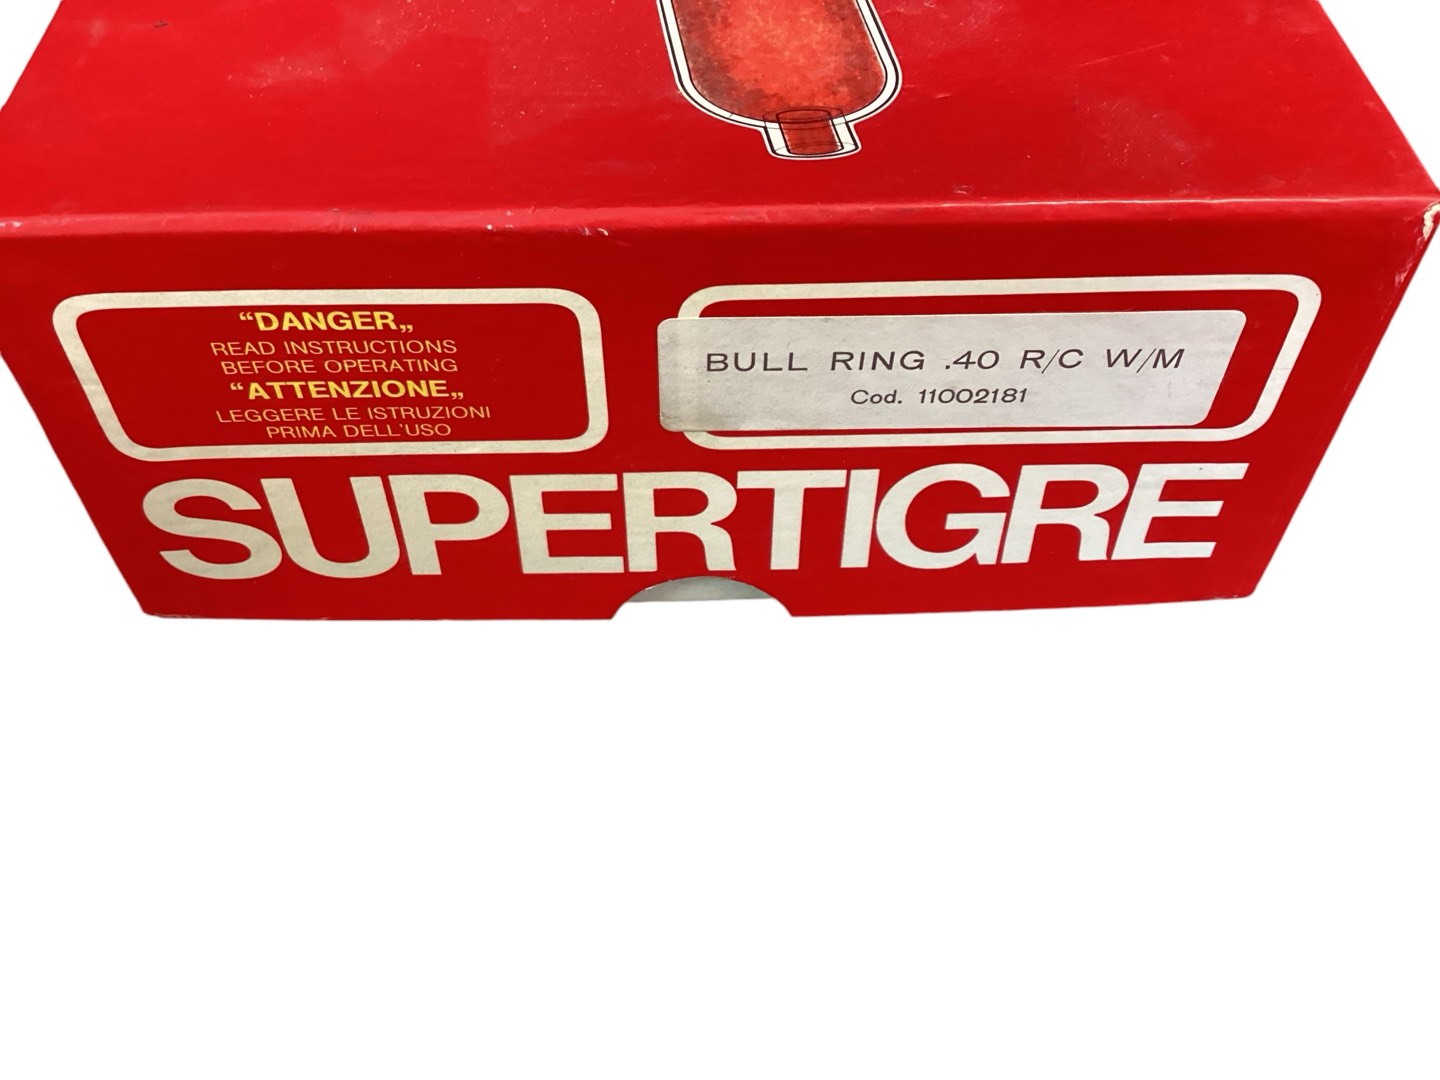 “DANGER„
READ INSTRUCTIONS
BEFORE OPERATING
“ATTENZIONE„
LEGGERE LE ISTRUZIONI
PRIMA DELL'USO
BULL RING .40 R/C W/M
Cod. 11002181
SUPERTIGRE